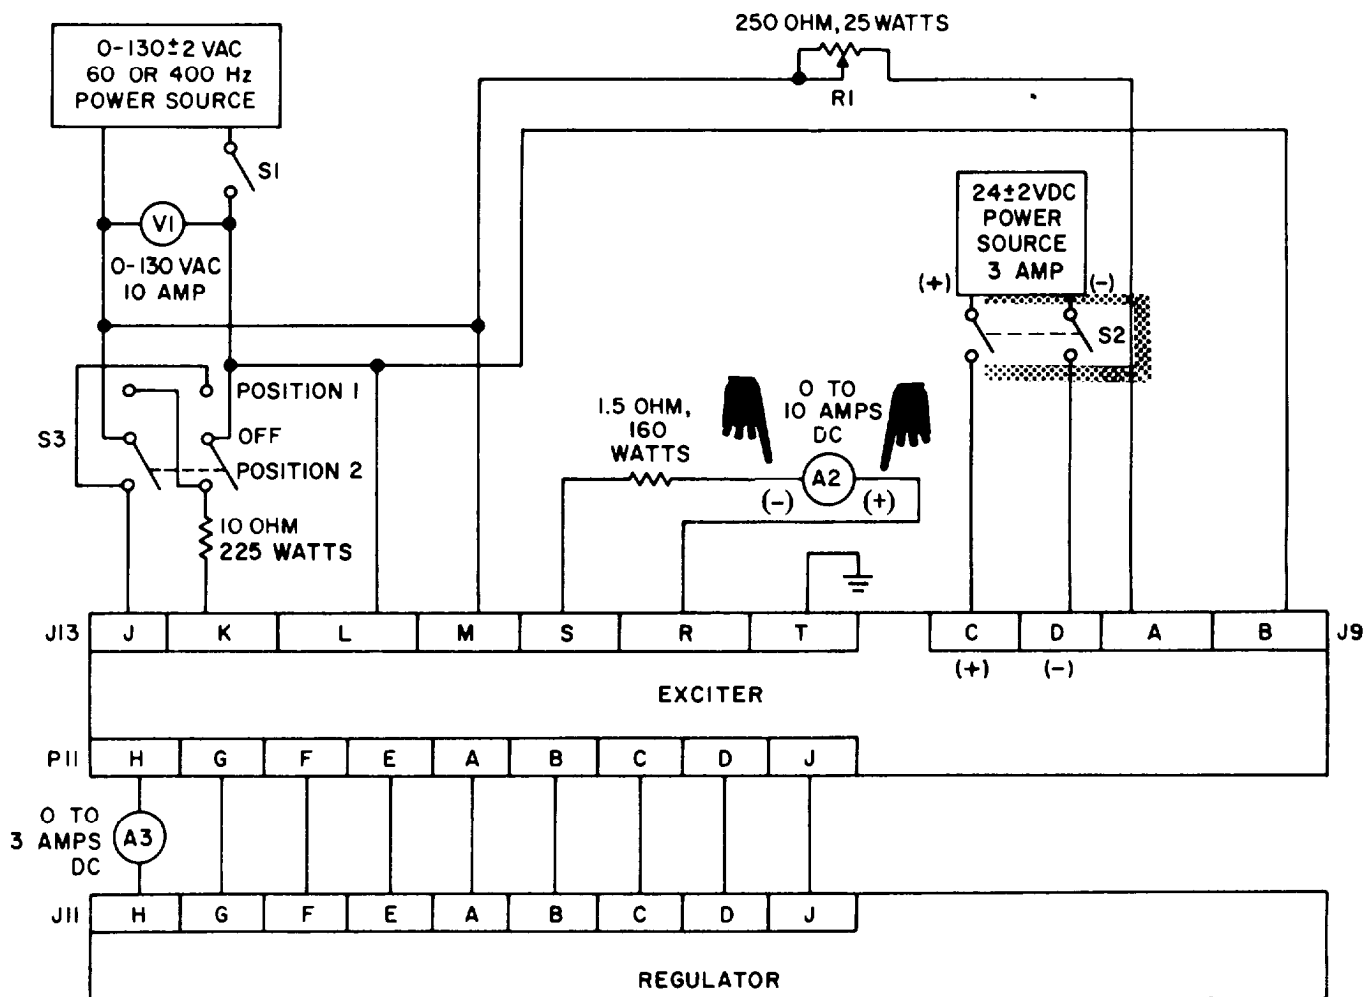 250 OHM, 25 WATTS
R1
0-130±2 VAC
60 OR 400 Hz
POWER SOURCE
S1
V1
0-130 VAC
10 AMP
24±2VDC
POWER
SOURCE
3 AMP
(+)
(-)
S2
POSITION 1
S3
OFF
POSITION 2
10 OHM
225 WATTS
1.5 OHM,
160
WATTS
0 TO
10 AMPS
DC
A2
(-)
(+)
J13
J
K
L
M
S
R
T
C
D
A
B
J9
(+)
(-)
EXCITER
P11
H
G
F
E
A
B
C
D
J
0 TO
3 AMPS
DC
A3
J11
H
G
F
E
A
B
C
D
J
REGULATOR